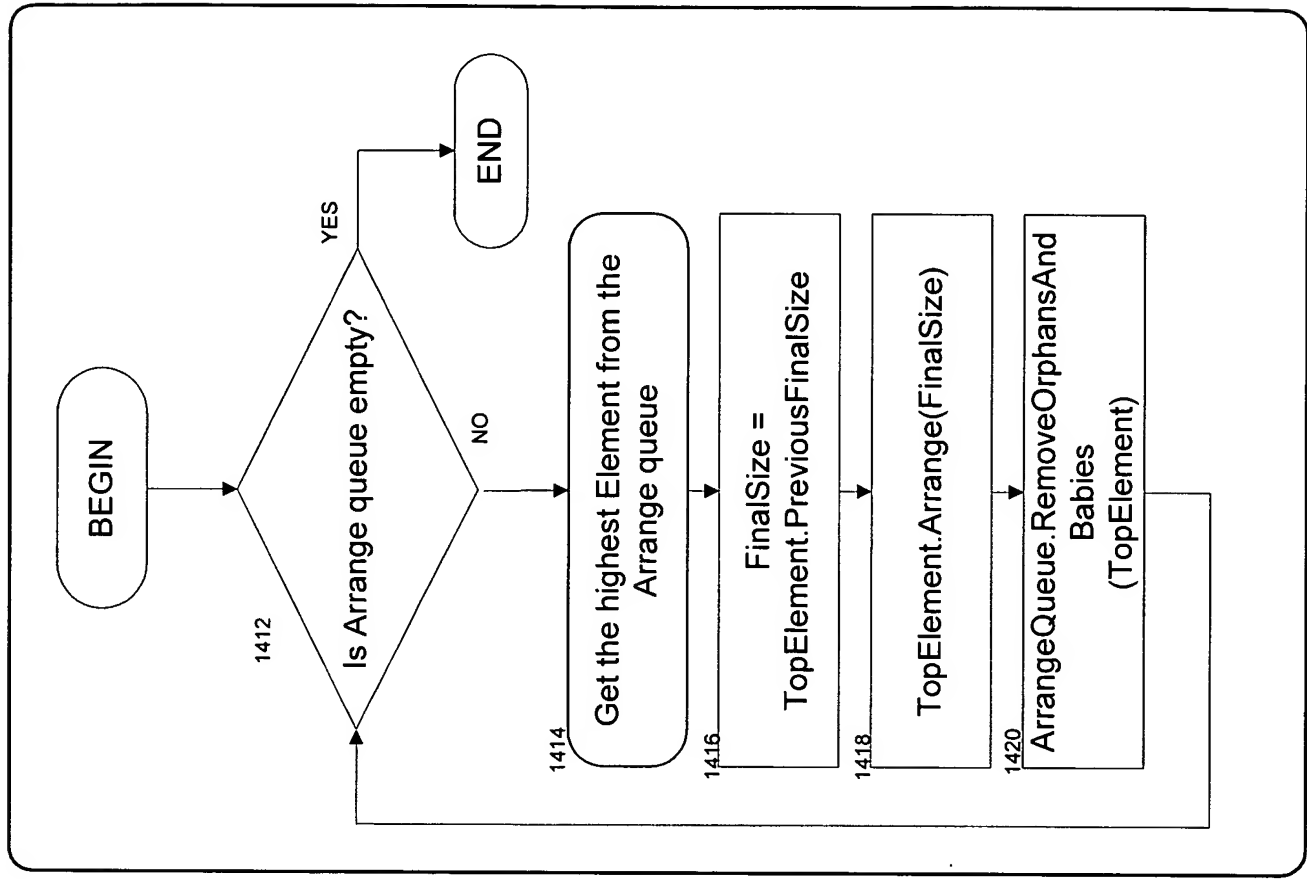 BEGIN
1412
Is Arrange queue empty?
YES
END
NO
1414
Get the highest Element from the
Arrange queue
1416
FinalSize =
TopElement.PreviousFinalSize
1418
TopElement.Arrange(FinalSize)
1420
ArrangeQueue.RemoveOrphansAnd
Babies
(TopElement)